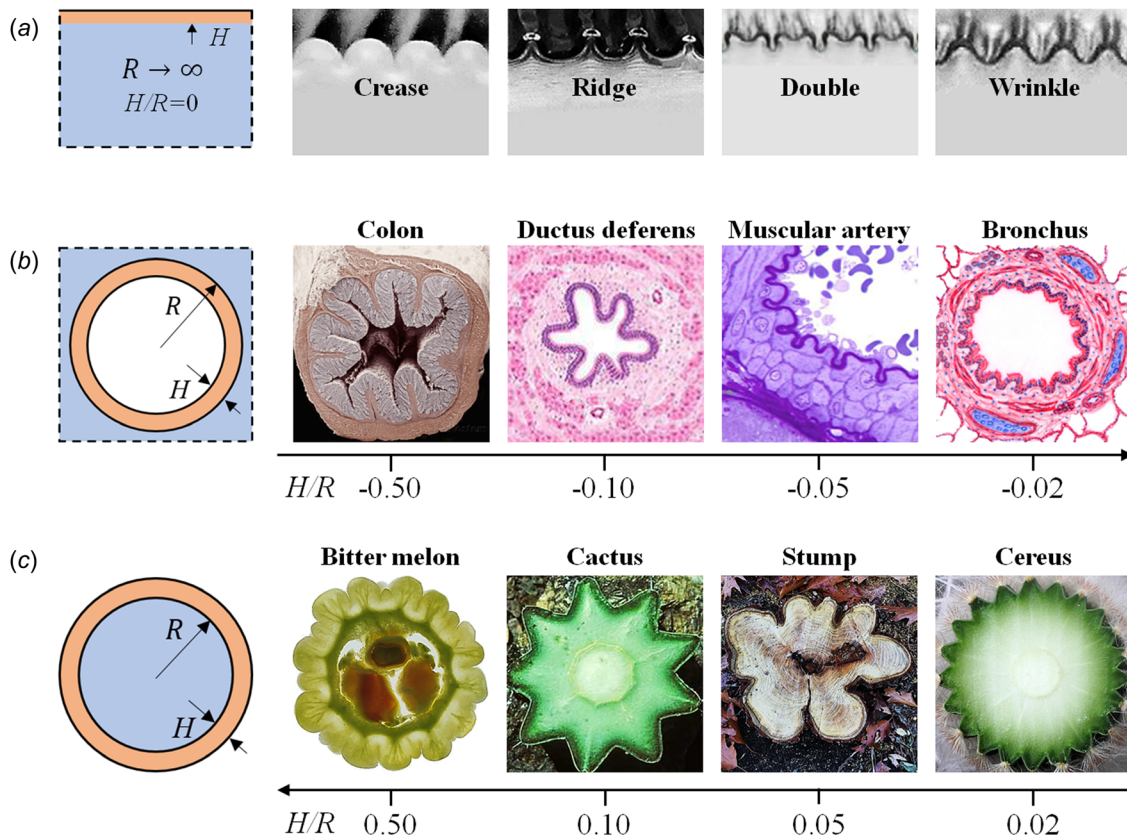 (a)
H
R → ∞
H/R=0
Crease
Ridge
Double
Wrinkle
(b)
R
H
Colon
Ductus deferens
Muscular artery
Bronchus
H/R
-0.50
-0.10
-0.05
-0.02
(c)
R
H
Bitter melon
Cactus
Stump
Cereus
H/R
0.50
0.10
0.05
0.02